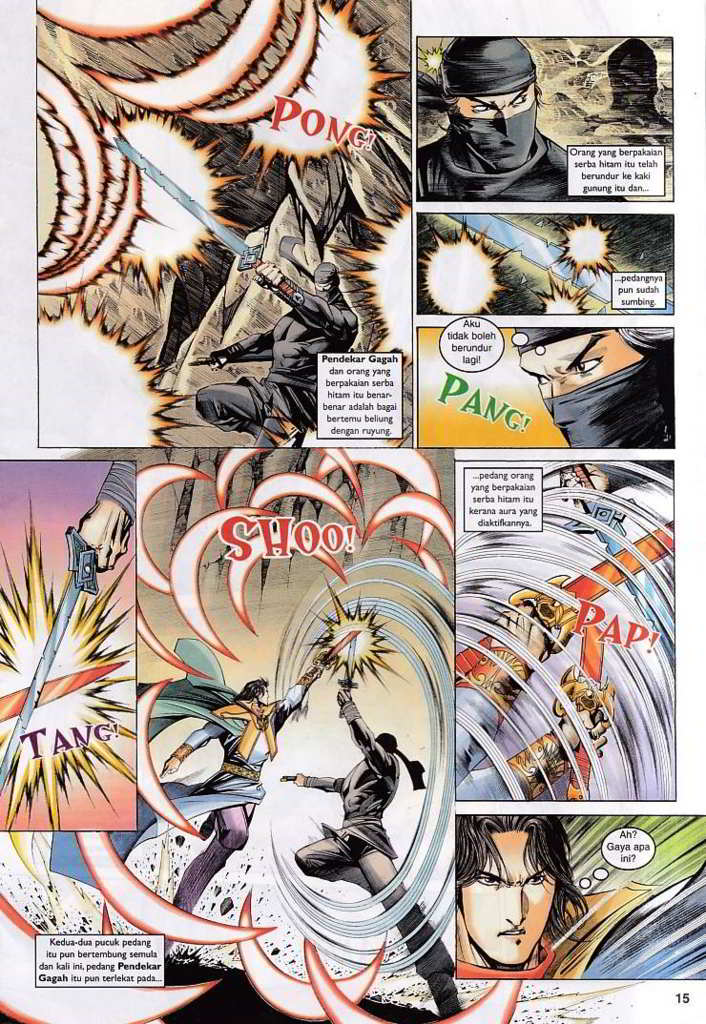 PONG!
Pendekar Gagah
dan orang yang
berpakaian serba
hitam itu benar-
benar adalah bagai
bertemu beliung
dengan ruyung.
Orang yang berpakaian
serba hitam itu telah
berundur ke kaki
gunung itu dan...
...pedangnya
pun sudah
sumbing.
Aku
tidak boleh
berundur
lagi!
PANG!
TANG!
SHOO!
Kedua-dua pucuk pedang
itu pun bertembung semula
dan kali ini, pedang Pendekar
Gagah itu pun terlekat pada...
...pedang orang
yang berpakaian
serba hitam itu
kerana aura yang
diaktifkannya.
PAP!
Ah?
Gaya apa
ini?
15